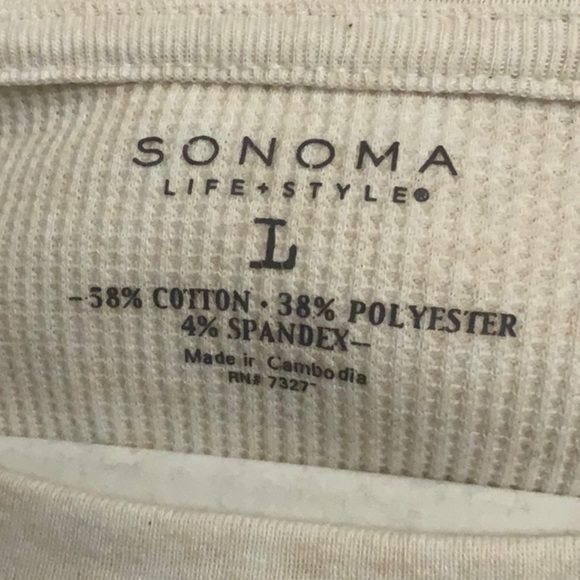 SONOMA
LIFE+STYLE®
L
-58% COTTON · 38% POLYESTER
4% SPANDEX-
Made in Cambodia
RN# 7327